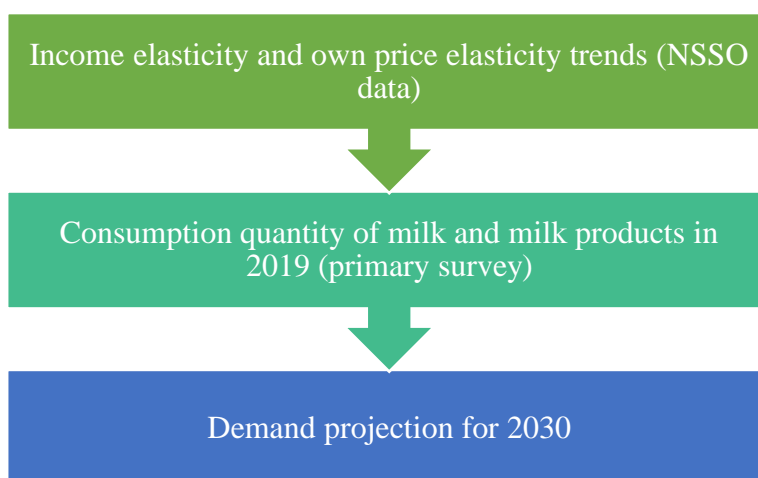 Income elasticity and own price elasticity trends (NSSO
data)
Consumption quantity of milk and milk products in
2019 (primary survey)
Demand projection for 2030